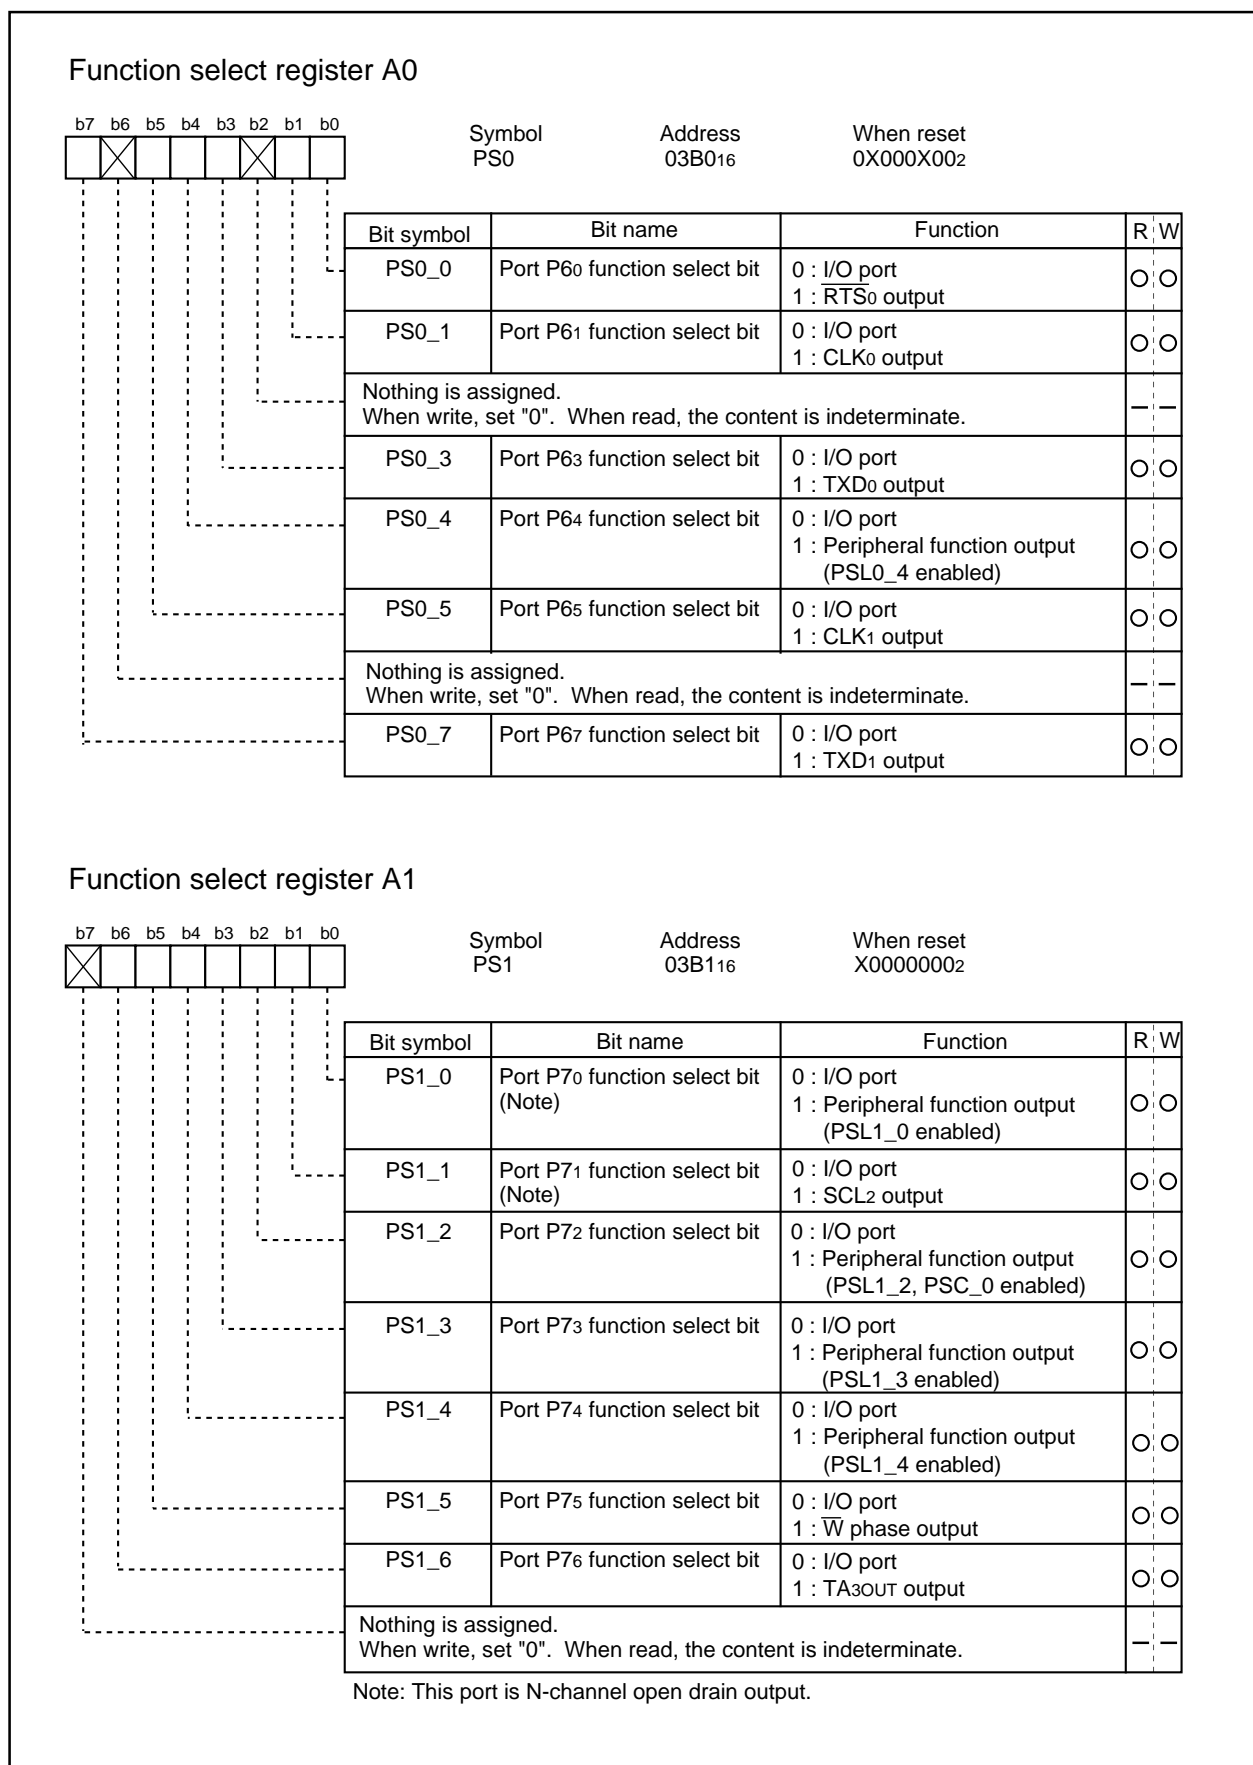 Function select register A0
b7 b6 b5 b4 b3 b2 b1 b0
Symbol Address When reset
PS0 03B016 0X000X002
Bit symbol Bit name Function R W
PS0_0 Port P60 function select bit 0 : I/O port
1 : RTS0 output
PS0_1 Port P61 function select bit 0 : I/O port
1 : CLK0 output
Nothing is assigned.
When write, set "0". When read, the content is indeterminate.
PS0_3 Port P63 function select bit 0 : I/O port
1 : TXD0 output
PS0_4 Port P64 function select bit 0 : I/O port
1 : Peripheral function output
(PSL0_4 enabled)
PS0_5 Port P65 function select bit 0 : I/O port
1 : CLK1 output
Nothing is assigned.
When write, set "0". When read, the content is indeterminate.
PS0_7 Port P67 function select bit 0 : I/O port
1 : TXD1 output
Function select register A1
b7 b6 b5 b4 b3 b2 b1 b0
Symbol Address When reset
PS1 03B116 X00000002
Bit symbol Bit name Function R W
PS1_0 Port P70 function select bit 0 : I/O port
(Note) 1 : Peripheral function output
(PSL1_0 enabled)
PS1_1 Port P71 function select bit 0 : I/O port
(Note) 1 : SCL2 output
PS1_2 Port P72 function select bit 0 : I/O port
1 : Peripheral function output
(PSL1_2, PSC_0 enabled)
PS1_3 Port P73 function select bit 0 : I/O port
1 : Peripheral function output
(PSL1_3 enabled)
PS1_4 Port P74 function select bit 0 : I/O port
1 : Peripheral function output
(PSL1_4 enabled)
PS1_5 Port P75 function select bit 0 : I/O port
1 : W phase output
PS1_6 Port P76 function select bit 0 : I/O port
1 : TA3OUT output
Nothing is assigned.
When write, set "0". When read, the content is indeterminate.
Note: This port is N-channel open drain output.